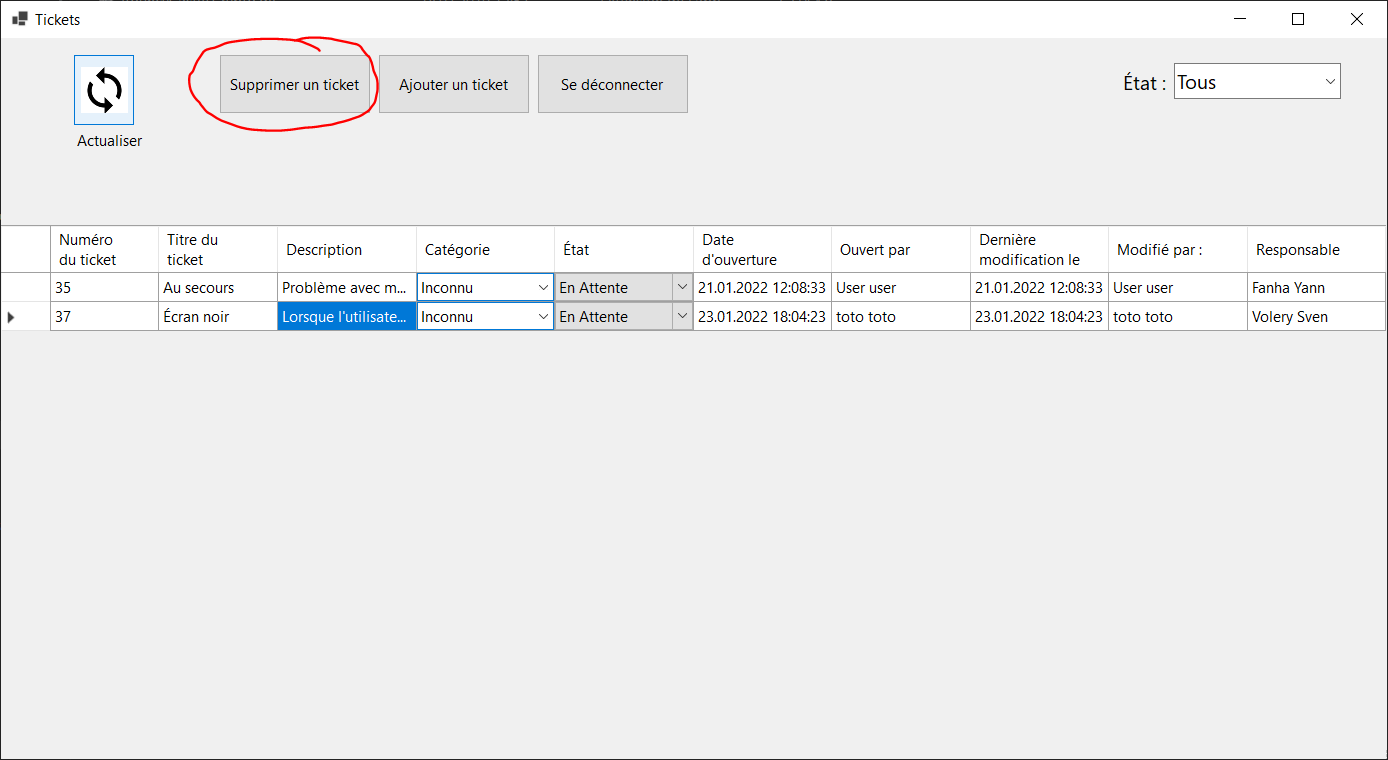 Tickets
Supprimer un ticket
Ajouter un ticket
Se déconnecter
État :
Tous
Actualiser
Numéro du ticket
Titre du ticket
Description
Catégorie
État
Date d'ouverture
Ouvert par
Dernière modification le
Modifié par :
Responsable
35 Au secours Problème avec m... Inconnu En Attente 21.01.2022 12:08:33 User user 21.01.2022 12:08:33 User user Fanha Yann
37 Écran noir Lorsque l'utilisate... Inconnu En Attente 23.01.2022 18:04:23 toto toto 23.01.2022 18:04:23 toto toto Volery Sven